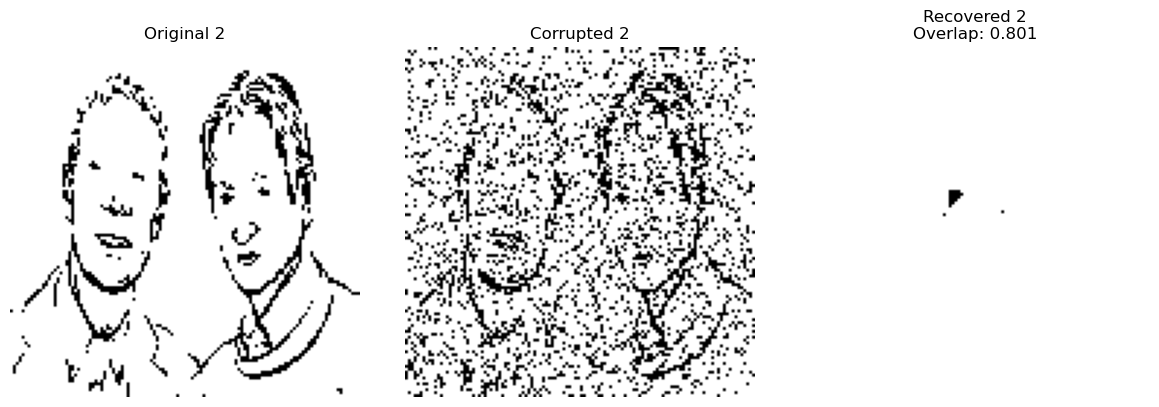 Original 2
Corrupted 2
Recovered 2
Overlap: 0.801